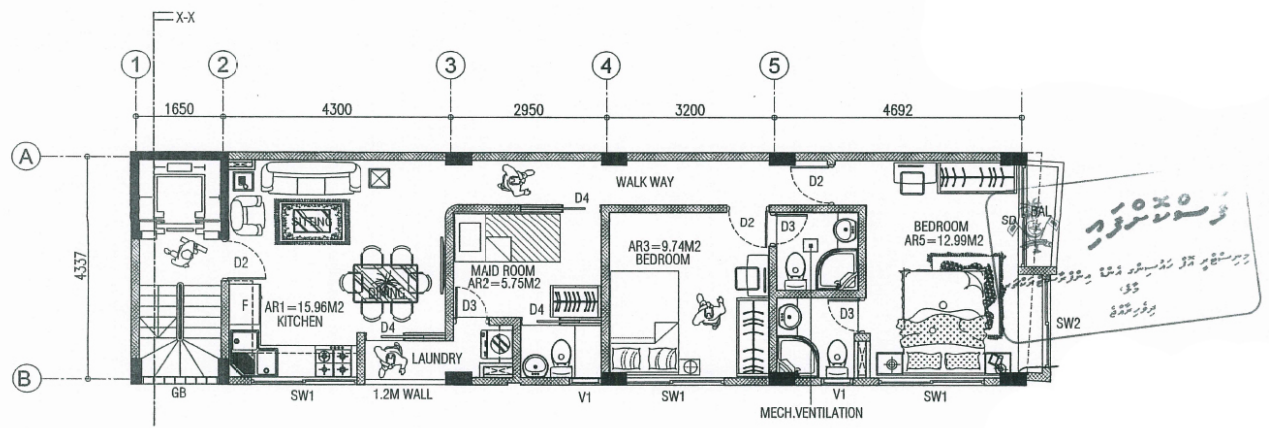 X-X
1 2 3 4 5
1650 4300 2950 3200 4692
A
4337
B
WALK WAY
D2
D4
SITTING
D2
D3
BEDROOM
AR5=12.99M2
SD
BAL
AR3=9.74M2
BEDROOM
MAID ROOM
AR2=5.75M2
D2
DINING
F
AR1=15.96M2
KITCHEN
D3
D4
D3
D4
LAUNDRY
SW2
GB
SW1
1.2M WALL
V1
SW1
V1
SW1
MECH.VENTILATION